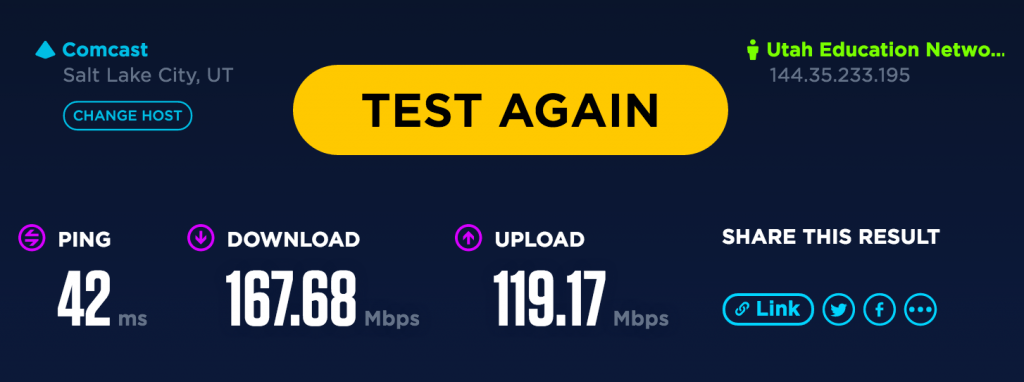 Comcast
Salt Lake City, UT
CHANGE HOST
TEST AGAIN
Utah Education Netwo...
144.35.233.195
PING
42 ms
DOWNLOAD
167.68 Mbps
UPLOAD
119.17 Mbps
SHARE THIS RESULT
Link